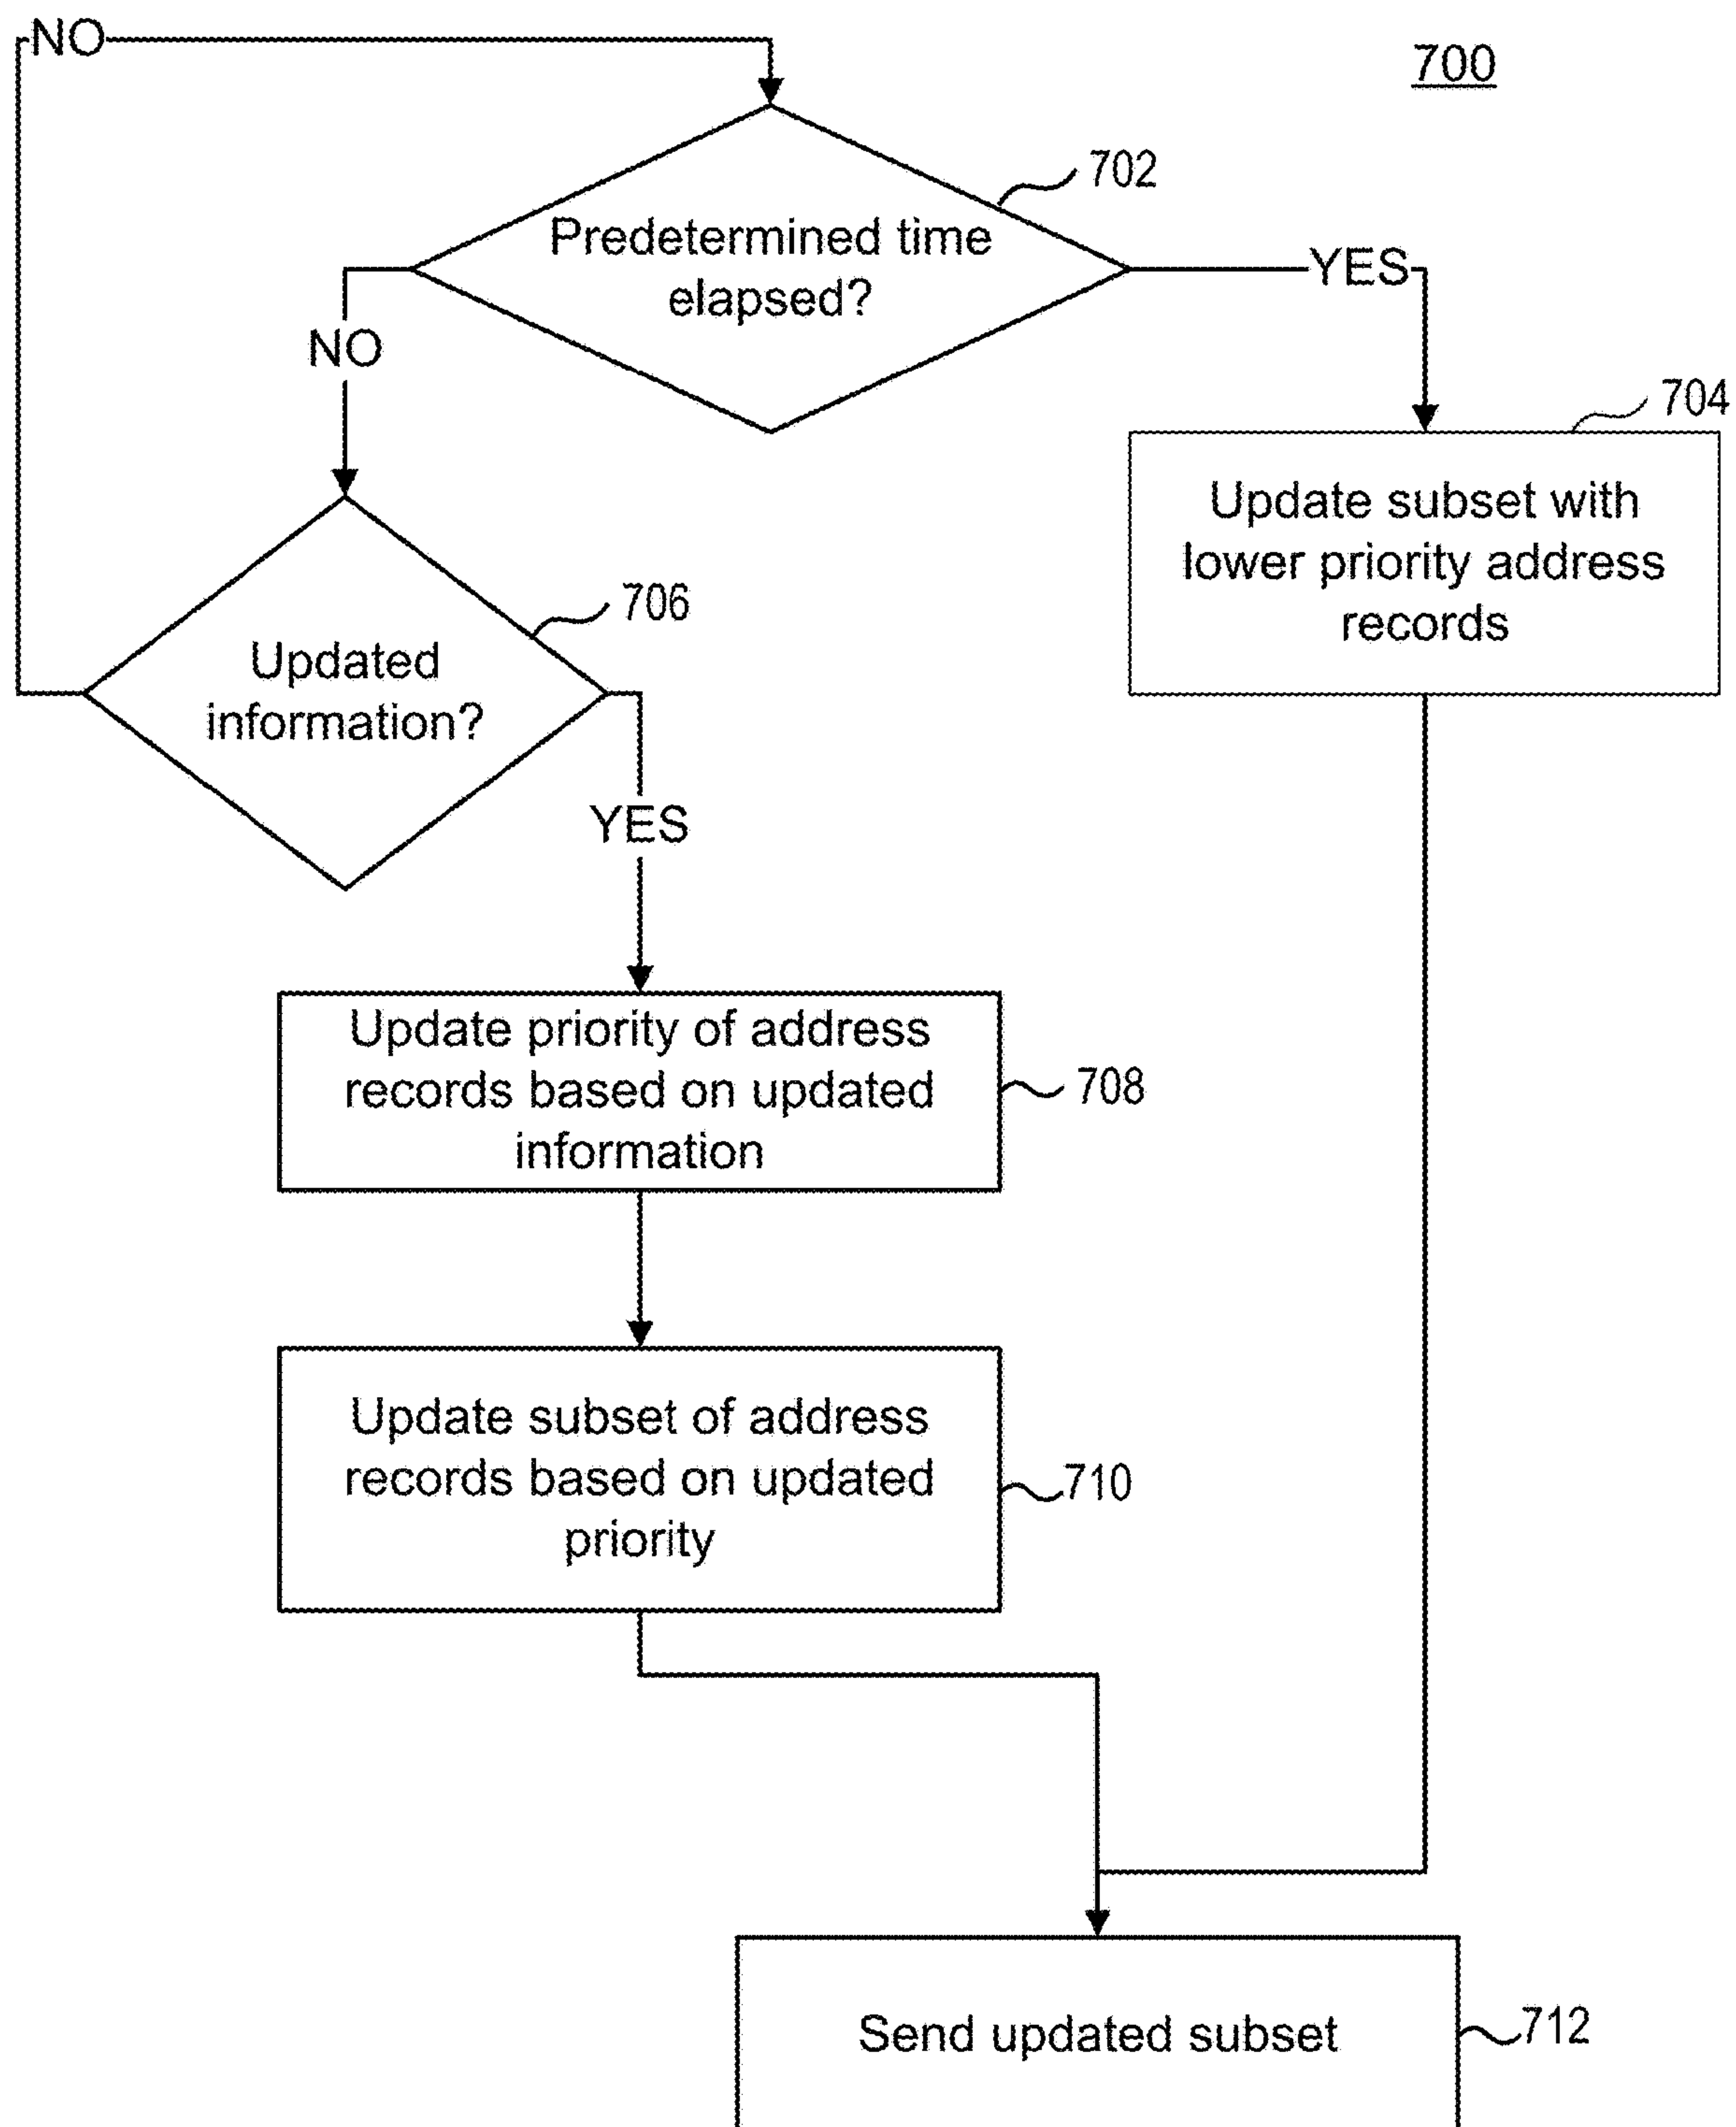 NO
700
702
Predetermined time
elapsed?
YES
NO
704
Update subset with
lower priority address
records
706
Updated
information?
YES
Update priority of address
records based on updated
information
708
Update subset of address
records based on updated
priority
710
Send updated subset
712